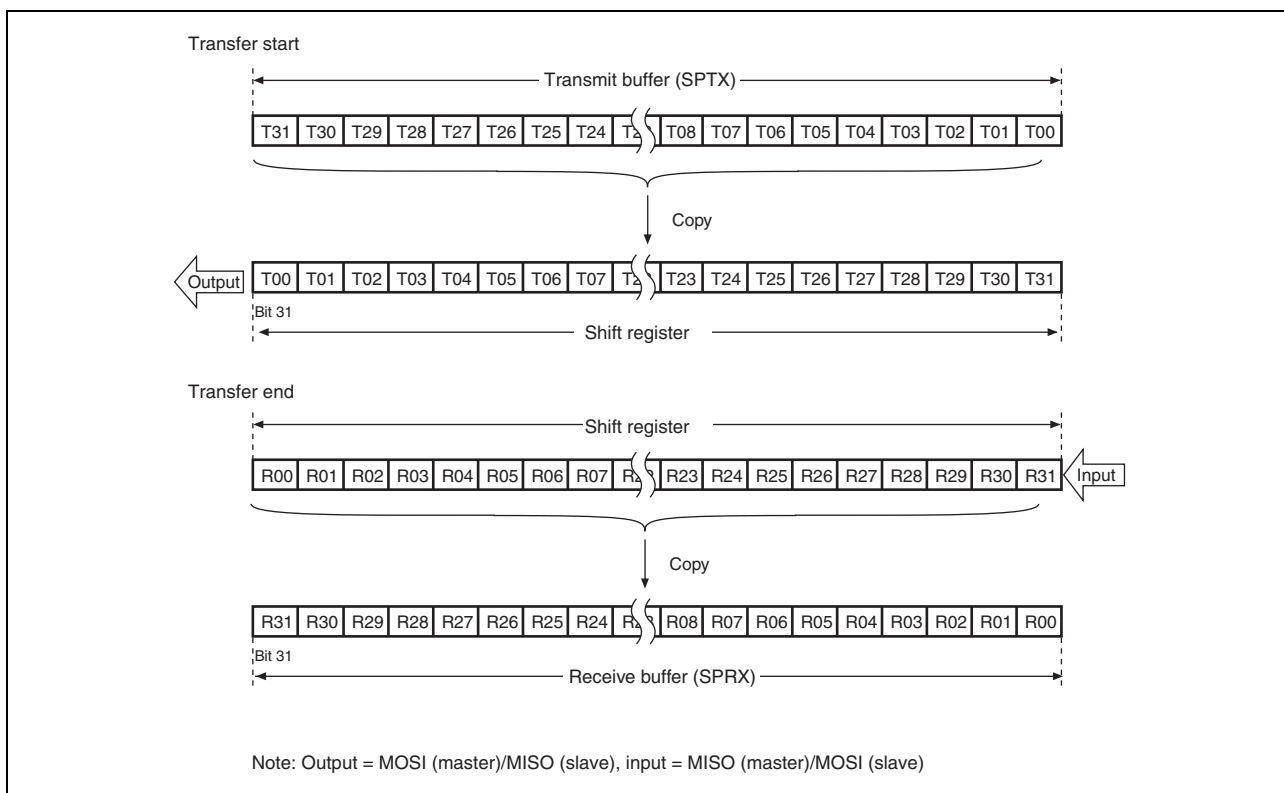 Transfer start
Transmit buffer (SPTX)
T31 T30 T29 T28 T27 T26 T25 T24 T08 T07 T06 T05 T04 T03 T02 T01 T00
Copy
Output T00 T01 T02 T03 T04 T05 T06 T07 T23 T24 T25 T26 T27 T28 T29 T30 T31
Bit 31
Shift register
Transfer end
Shift register
R00 R01 R02 R03 R04 R05 R06 R07 R23 R24 R25 R26 R27 R28 R29 R30 R31 Input
Copy
R31 R30 R29 R28 R27 R26 R25 R24 R08 R07 R06 R05 R04 R03 R02 R01 R00
Bit 31
Receive buffer (SPRX)
Note: Output = MOSI (master)/MISO (slave), input = MISO (master)/MOSI (slave)